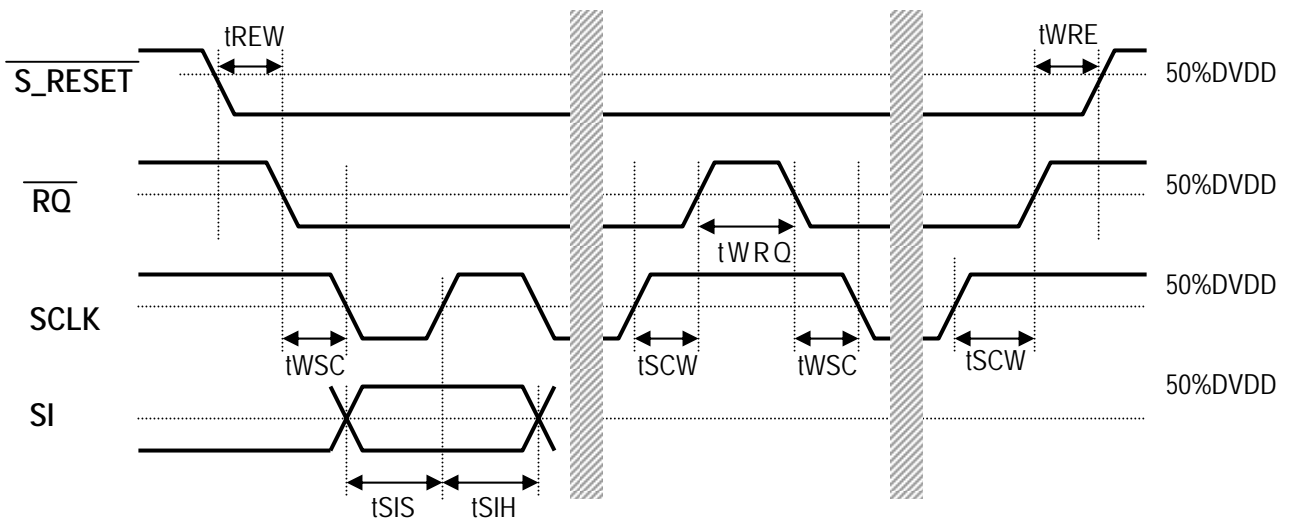 tREW
tWRE
S_RESET
50%DVDD
RQ
50%DVDD
tWRQ
SCLK
50%DVDD
tWSC
tSCW
tWSC
tSCW
SI
50%DVDD
tSIS
tSIH